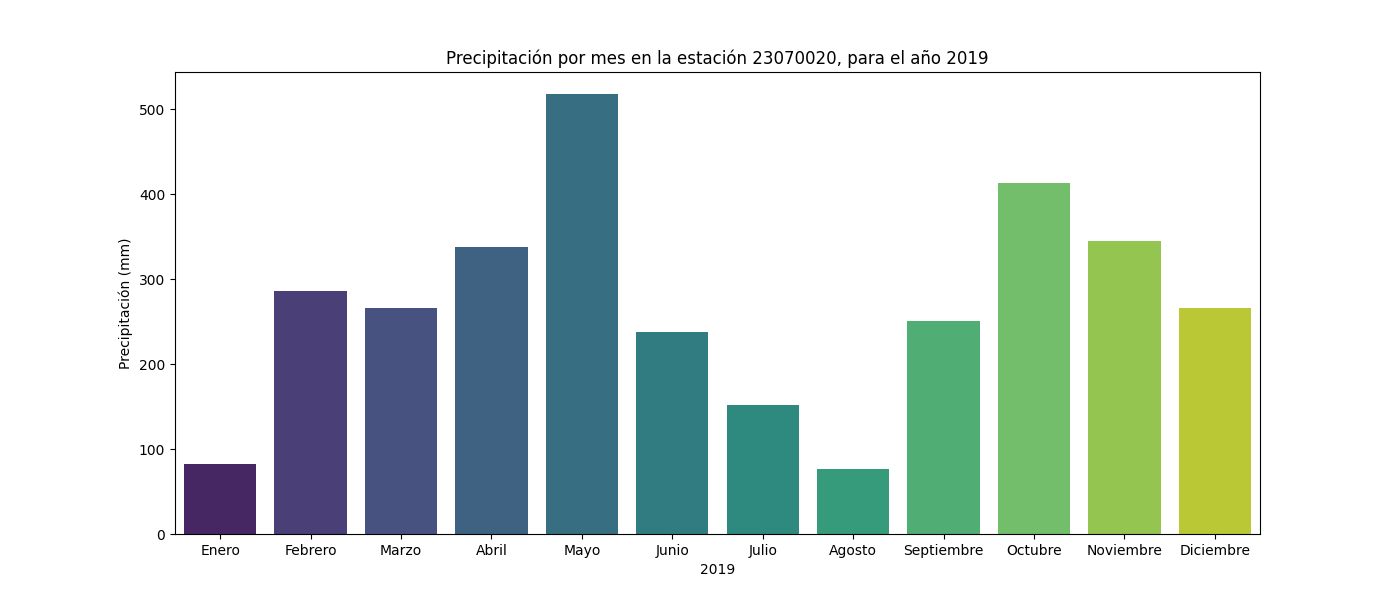 Precipitación por mes en la estación 23070020, para el año 2019
Precipitación (mm)
500
400
300
200
100
0
Enero Febrero Marzo Abril Mayo Junio Julio Agosto Septiembre Octubre Noviembre Diciembre
2019